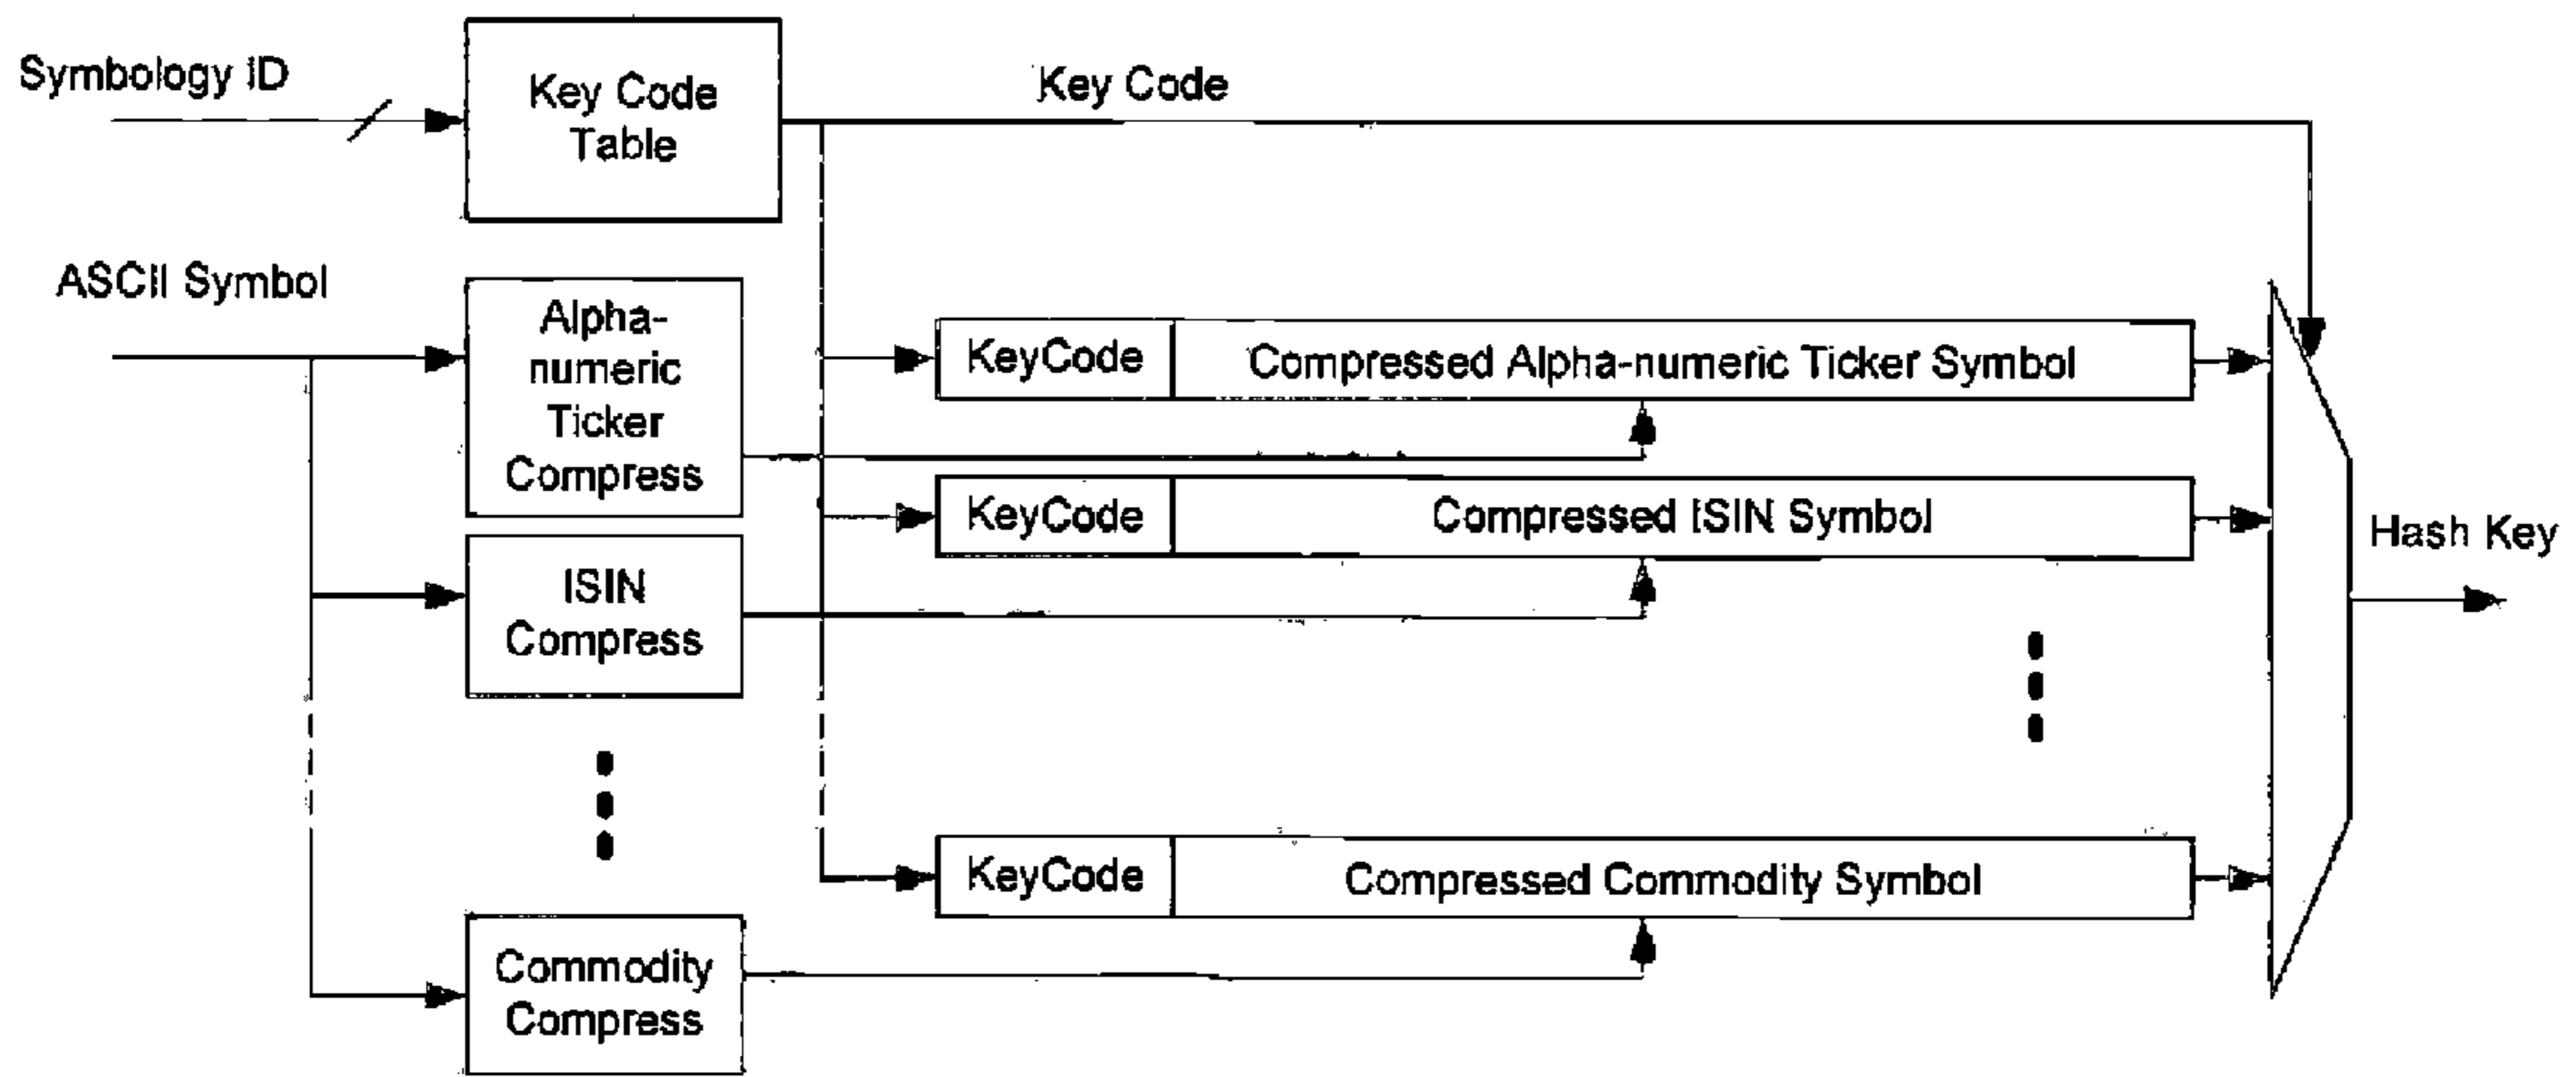 Symbology ID
Key Code
Table
Key Code
ASCII Symbol
Alpha-
numeric
Ticker
Compress
KeyCode
Compressed Alpha-numeric Ticker Symbol
KeyCode
Compressed ISIN Symbol
Hash Key
ISIN
Compress
KeyCode
Compressed Commodity Symbol
Commodity
Compress